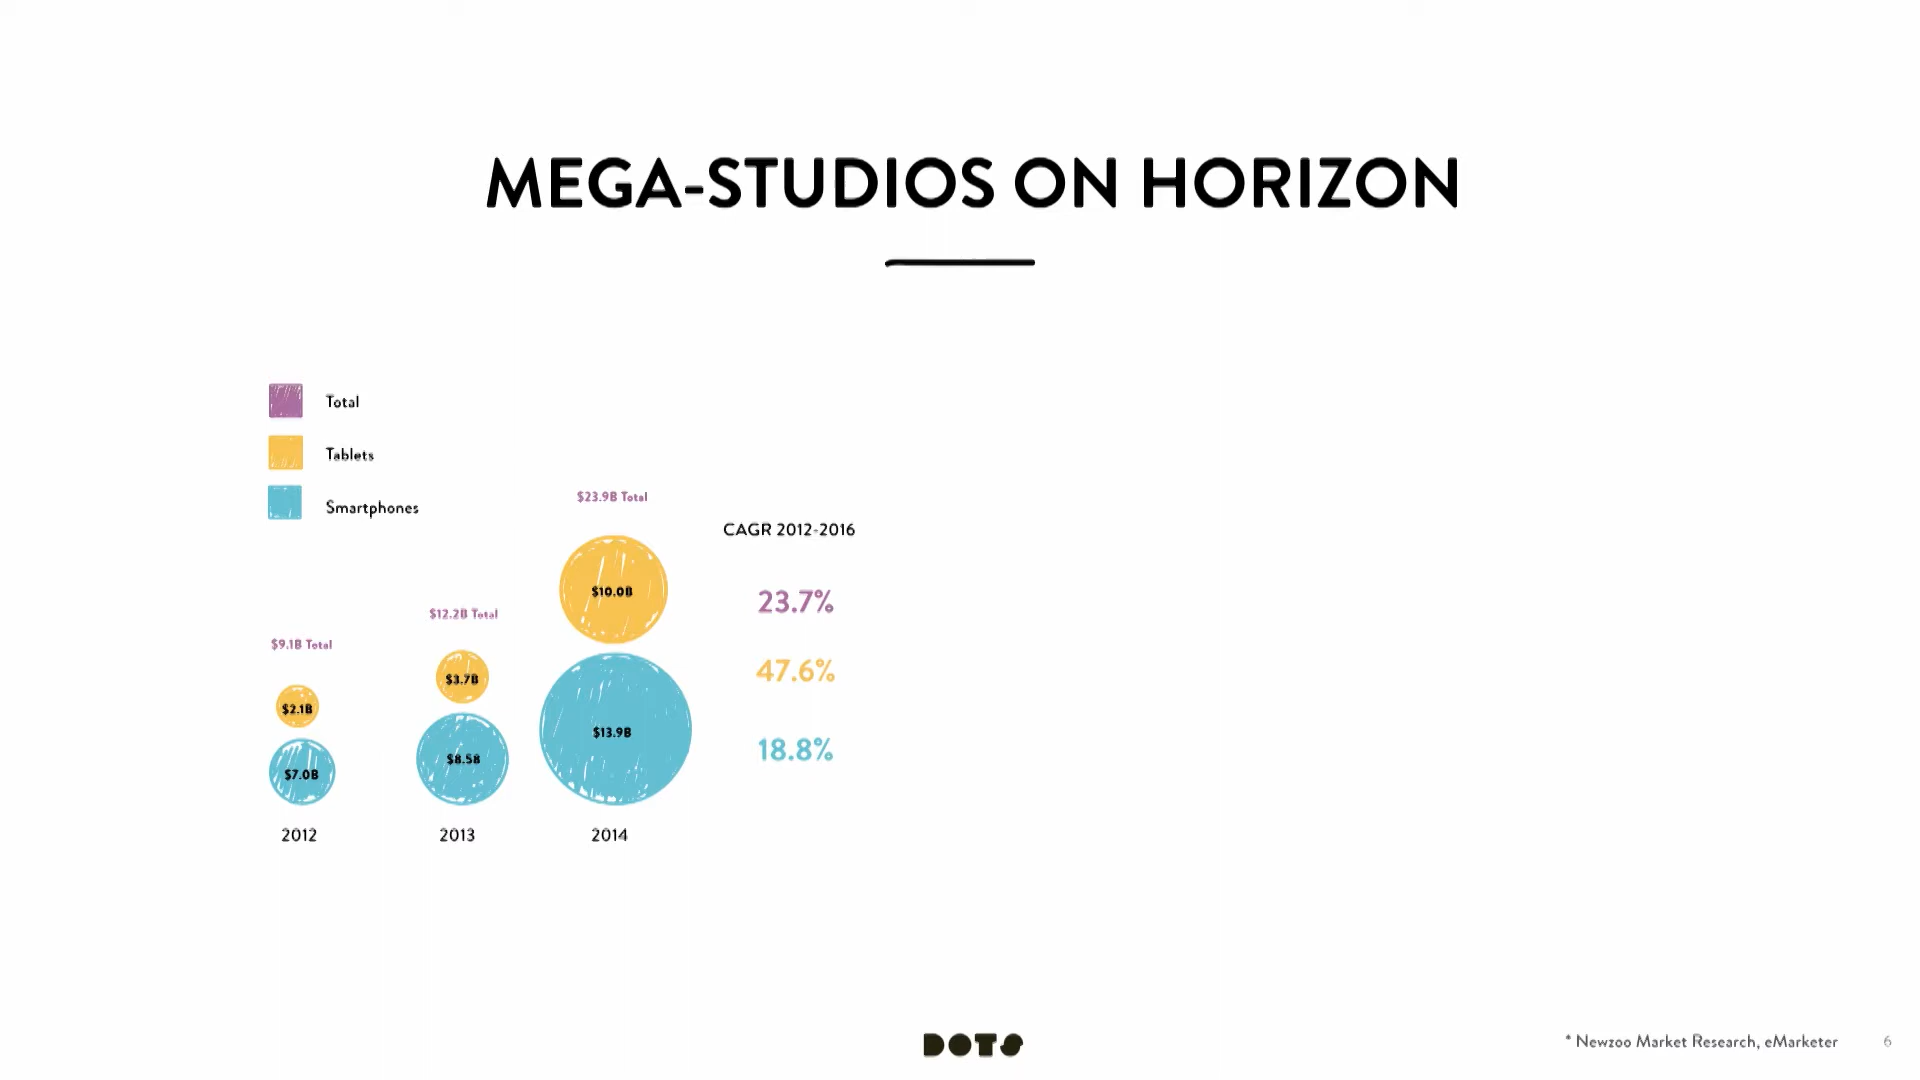 MEGA-STUDIOS ON HORIZON
Total
Tablets
Smartphones
$23.9B Total
CAGR 2012-2016
$10.0B
23.7%
$12.2B Total
$9.1B Total
47.6%
$3.7B
$2.1B
$13.9B
18.8%
$8.5B
$7.0B
2012 2013 2014
DOTS
* Newzoo Market Research, eMarketer 6